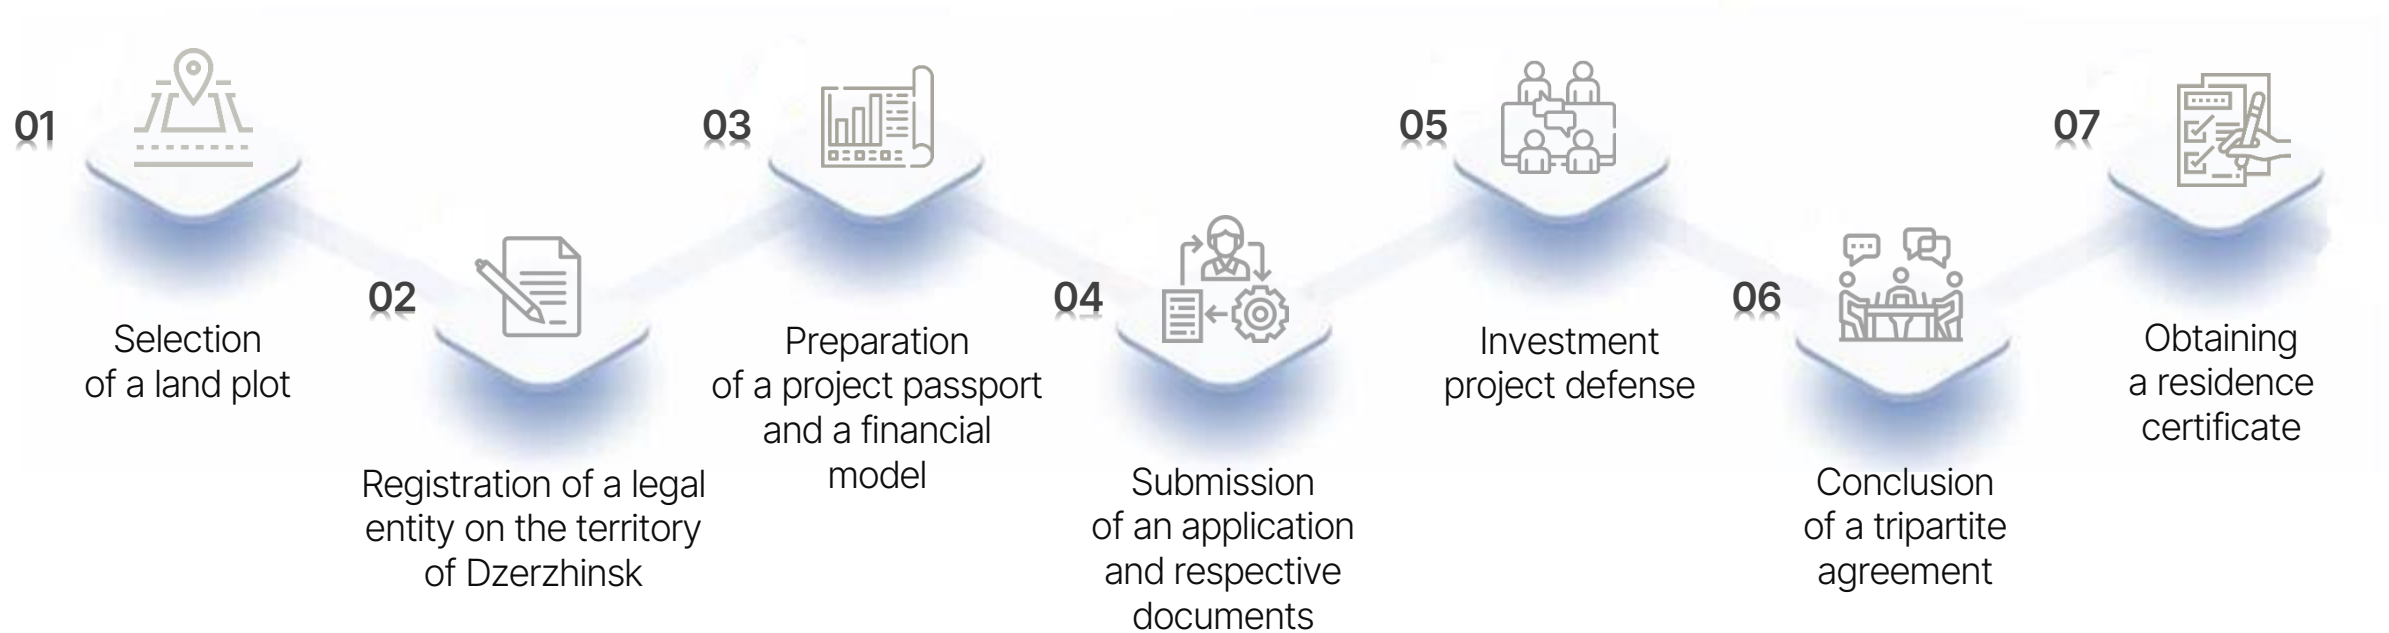 01
Selection
of a land plot
02
Registration of a legal
entity on the territory
of Dzerzhinsk
03
Preparation
of a project passport
and a financial
model
04
Submission
of an application
and respective
documents
05
Investment
project defense
06
Conclusion
of a tripartite
agreement
07
Obtaining
a residence
certificate